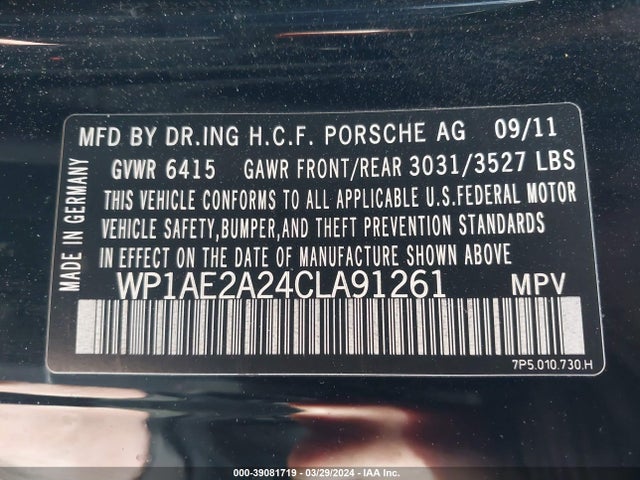 MFD BY DR.ING H.C.F. PORSCHE AG 09/11
GVWR 6415 GAWR FRONT/REAR 3031/3527 LBS
THIS VEHICLE CONFORMS TO ALL APPLICABLE U.S.FEDERAL MOTOR
VEHICLE SAFETY,BUMPER,AND THEFT PREVENTION STANDARDS
IN EFFECT ON THE DATE OF MANUFACTURE SHOWN ABOVE
WP1AE2A24CLA91261 MPV
7P5.010.730.H
MADE IN GERMANY
000-39081719 - 03/29/2024 - IAA Inc.